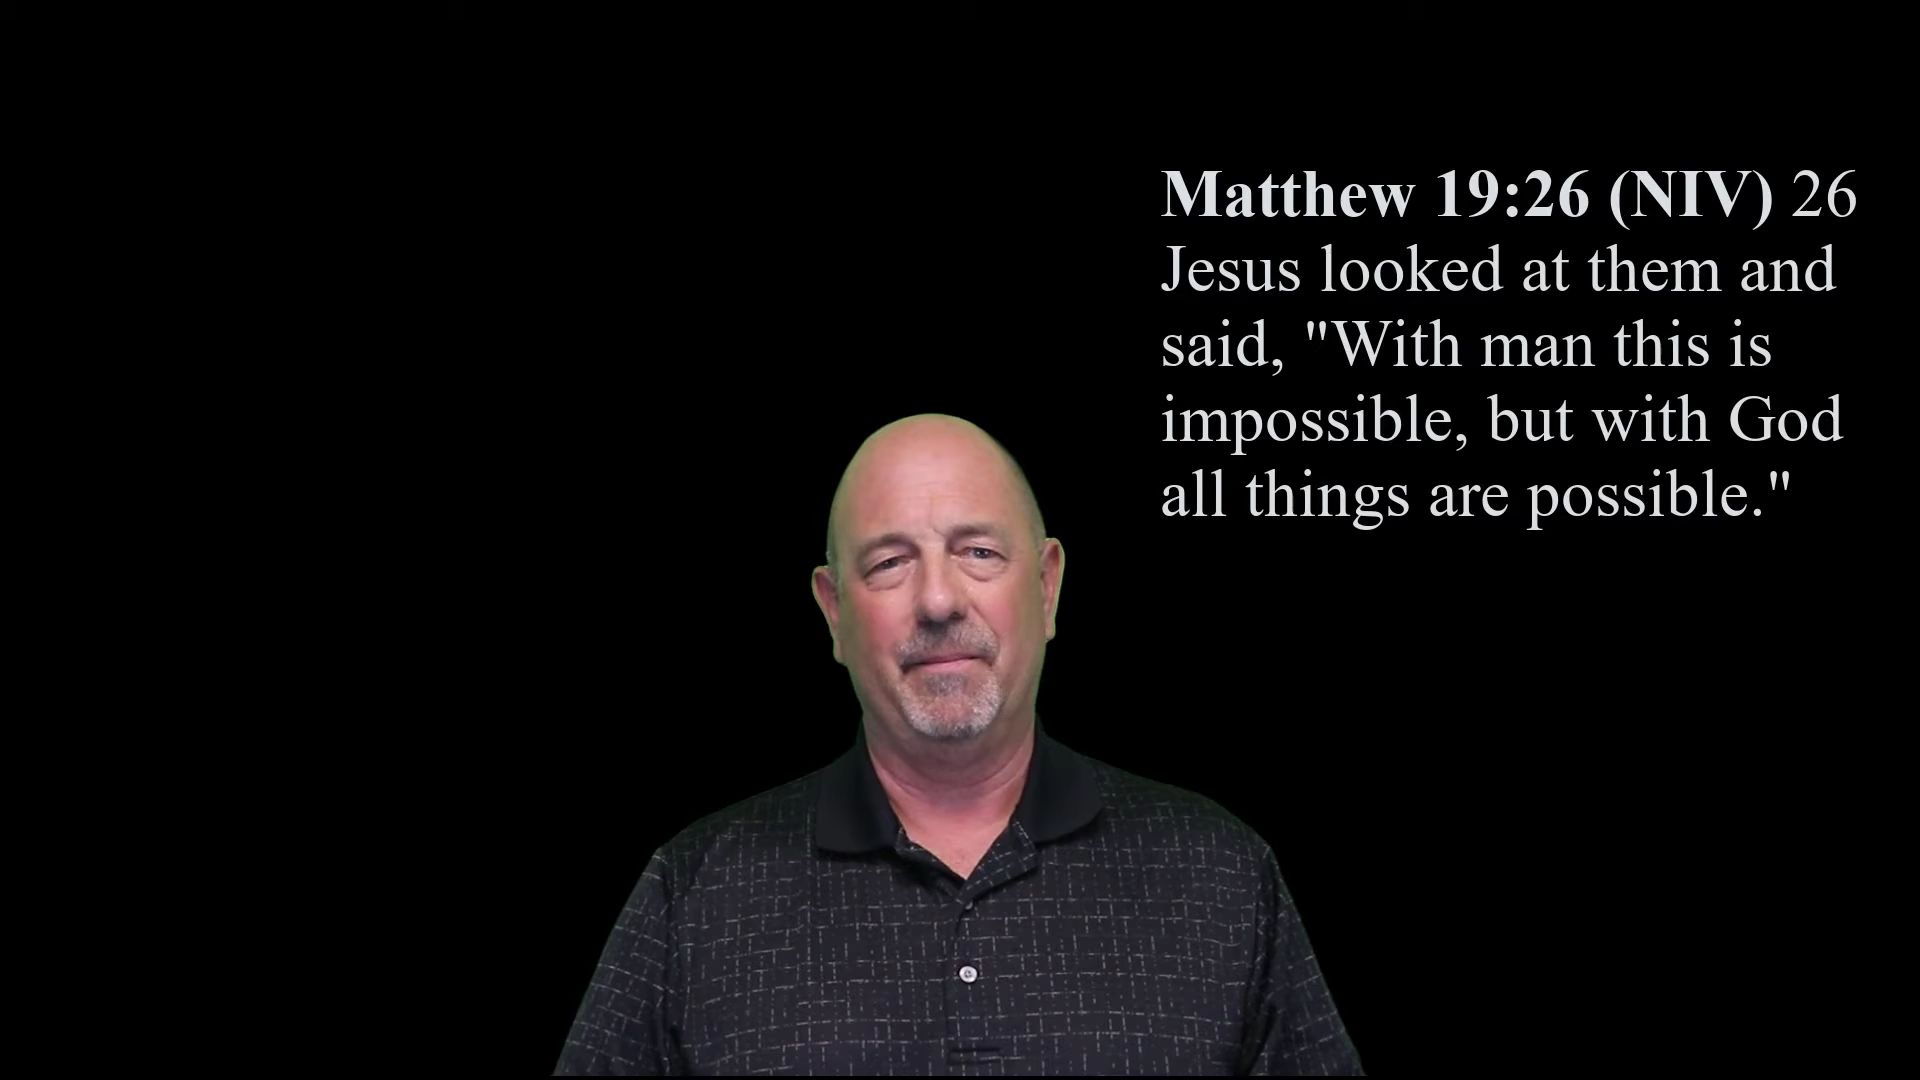 Matthew 19:26 (NIV) 26
Jesus looked at them and
said, "With man this is
impossible, but with God
all things are possible."